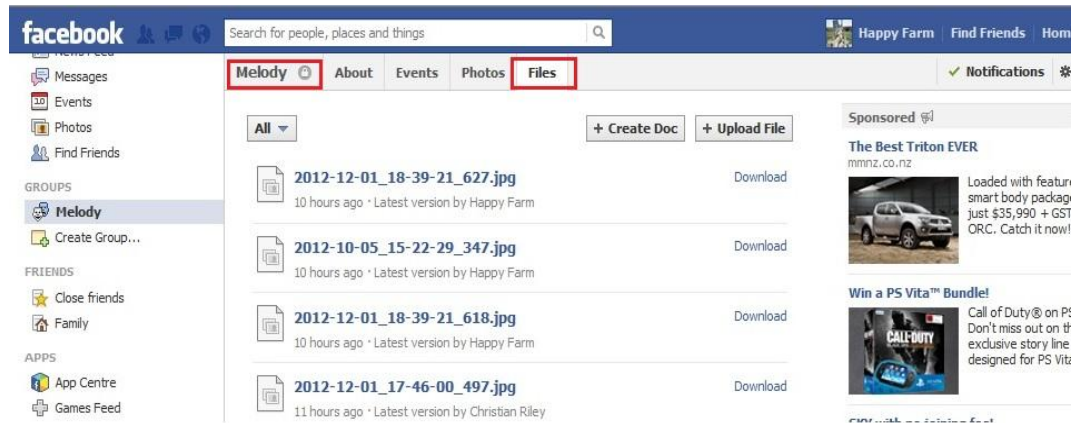 facebook
Search for people, places and things
Happy Farm Find Friends Hom
News Feed
Messages
10 Events
Photos
Find Friends
GROUPS
Melody
Create Group...
FRIENDS
Close friends
Family
APPS
App Centre
Games Feed
Melody About Events Photos Files
✓ Notifications
All
+ Create Doc + Upload File
2012-12-01_18-39-21_627.jpg Download
10 hours ago · Latest version by Happy Farm
2012-10-05_15-22-29_347.jpg Download
10 hours ago · Latest version by Happy Farm
2012-12-01_18-39-21_618.jpg Download
10 hours ago · Latest version by Happy Farm
2012-12-01_17-46-00_497.jpg Download
11 hours ago · Latest version by Christian Riley
Sponsored
The Best Triton EVER
mmnz.co.nz
Loaded with feature
smart body package
just $35,990 + GST
ORC. Catch it now!
Win a PS Vita™ Bundle!
CALL DUTY
Call of Duty® on PS
Don't miss out on th
exclusive story line
designed for PS Vita